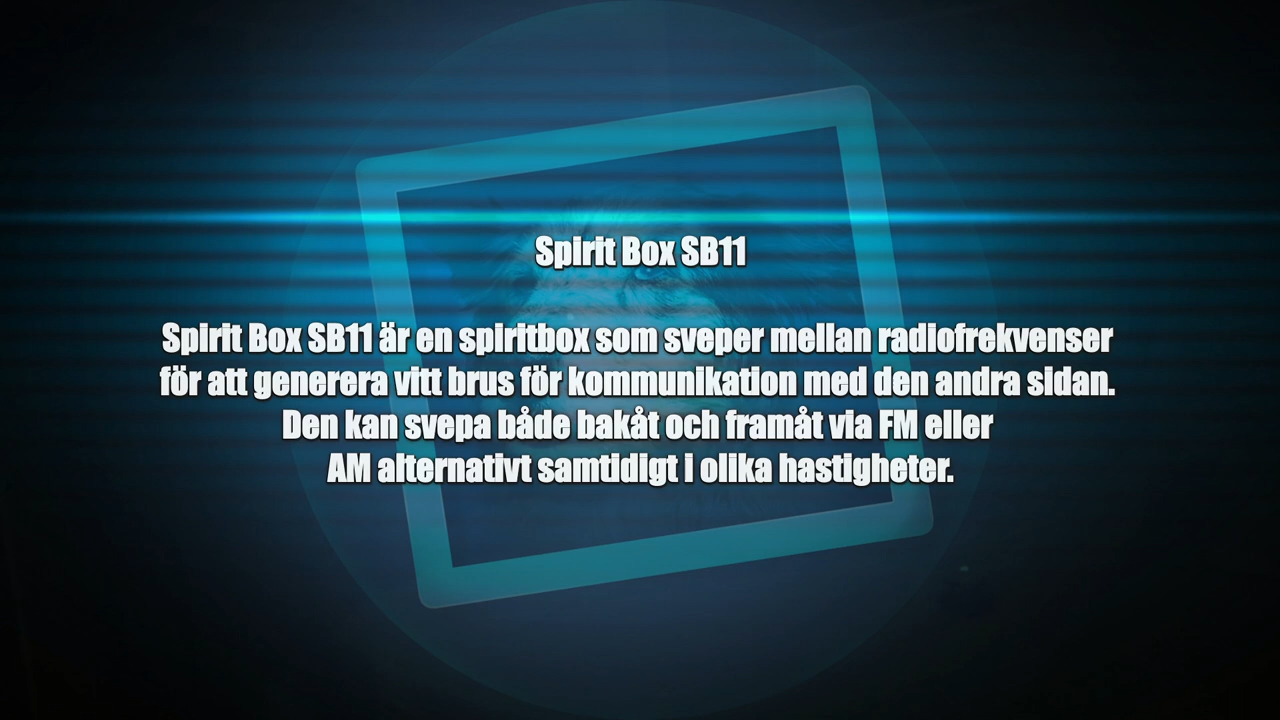 Spirit Box SB11
Spirit Box SB11 är en spiritbox som sveper mellan radiofrekvenser
för att generera vitt brus för kommunikation med den andra sidan.
Den kan svepa både bakåt och framåt via FM eller
AM alternativt samtidigt i olika hastigheter.